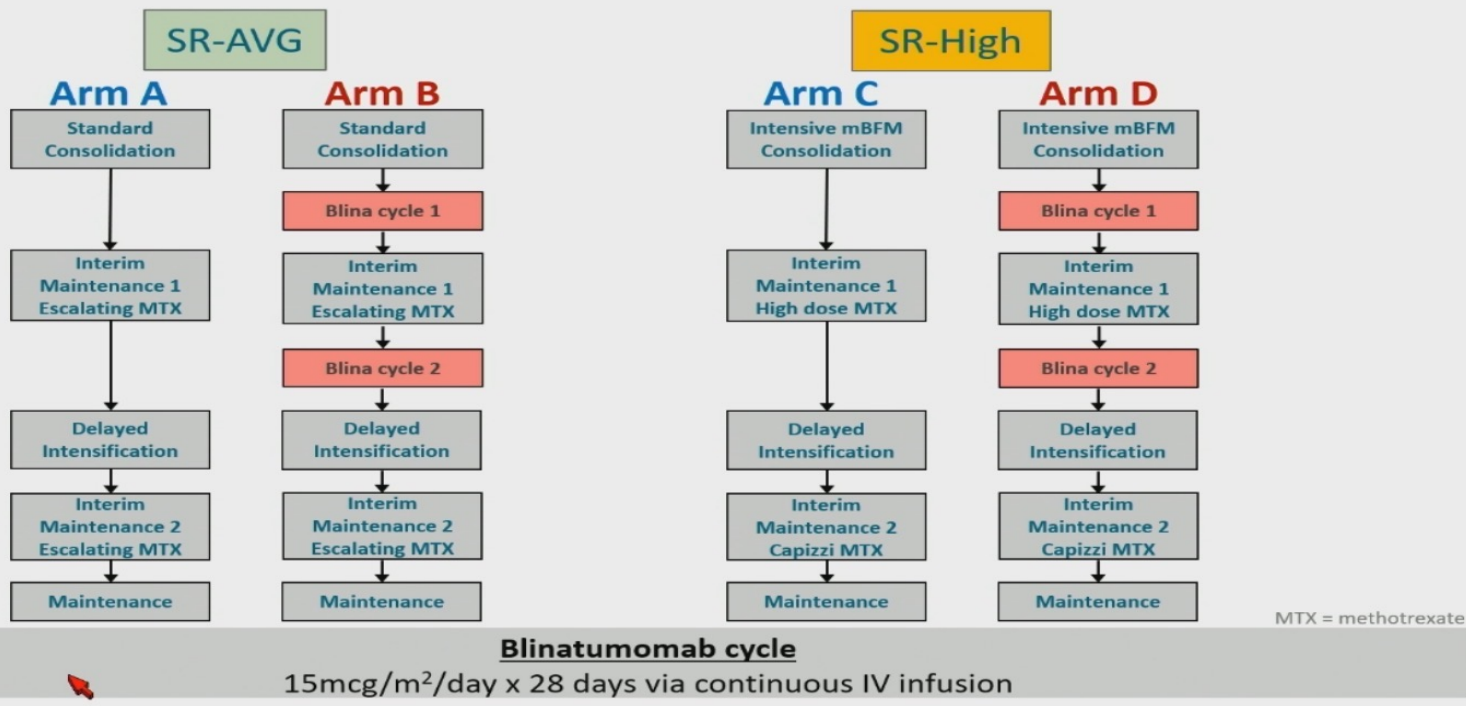 SR-AVG
SR-High
Arm A
Arm B
Arm C
Arm D
Standard
Consolidation
Interim
Maintenance 1
Escalating MTX
Delayed
Intensification
Interim
Maintenance 2
Escalating MTX
Maintenance
Standard
Consolidation
Blina cycle 1
Interim
Maintenance 1
Escalating MTX
Blina cycle 2
Delayed
Intensification
Interim
Maintenance 2
Escalating MTX
Maintenance
Intensive mBFM
Consolidation
Interim
Maintenance 1
High dose MTX
Delayed
Intensification
Interim
Maintenance 2
Capizzi MTX
Maintenance
Intensive mBFM
Consolidation
Blina cycle 1
Interim
Maintenance 1
High dose MTX
Blina cycle 2
Delayed
Intensification
Interim
Maintenance 2
Capizzi MTX
Maintenance
MTX = methotrexate
Blinatumomab cycle
15mcg/m²/day x 28 days via continuous IV infusion